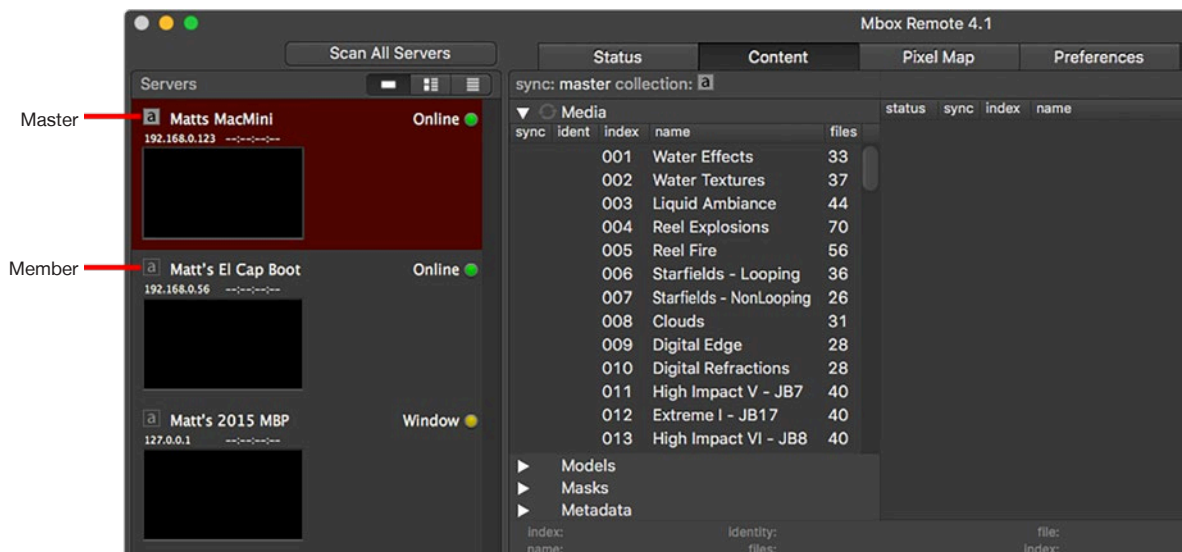 Mbox Remote 4.1
Scan All Servers
Status Content Pixel Map Preferences
Servers
sync: master collection: a
Master
a Matts MacMini Online
192.168.0.123 --:--:--:--
Member
a Matt's El Cap Boot Online
192.168.0.56 --:--:--:--
a Matt's 2015 MBP Window
127.0.0.1 --:--:--:--
Media
sync ident index name files
001 Water Effects 33
002 Water Textures 37
003 Liquid Ambiance 44
004 Reel Explosions 70
005 Reel Fire 56
006 Starfields - Looping 36
007 Starfields - NonLooping 26
008 Clouds 31
009 Digital Edge 28
010 Digital Refractions 28
011 High Impact V - JB7 40
012 Extreme I - JB17 40
013 High Impact VI - JB8 40
Models
Masks
Metadata
status sync index name
index: identity: file:
name: files: index: